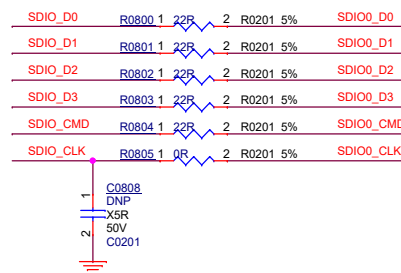 SDIO_D0 R0800 1 22R 2 R0201 5% SDIO0_D0
SDIO_D1 R0801 1 22R 2 R0201 5% SDIO0_D1
SDIO_D2 R0802 1 22R 2 R0201 5% SDIO0_D2
SDIO_D3 R0803 1 22R 2 R0201 5% SDIO0_D3
SDIO_CMD R0804 1 22R 2 R0201 5% SDIO0_CMD
SDIO_CLK R0805 1 0R 2 R0201 5% SDIO0_CLK
C0808
1 DNP
X5R
2 50V
C0201